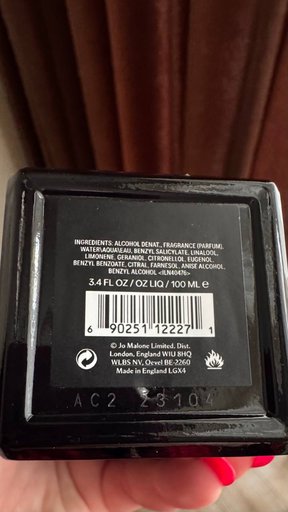 INGREDIENTS: ALCOHOL DENAT., FRAGRANCE (PARFUM),
WATER\AQUA\EAU, BENZYL SALICYLATE, LINALOOL,
LIMONENE, GERANIOL, CITRONELLOL, EUGENOL,
BENZYL BENZOATE, CITRAL, FARNESOL, ANISE ALCOHOL,
BENZYL ALCOHOL <ILN40476>
3.4 FL OZ / OZ LIQ / 100 ML ℮
6 90251 12227 1
© Jo Malone Limited. Dist.
London, England W1U 8HQ
WLBS NV, Oevel BE-2260
Made in England LGX4
AC2 23104